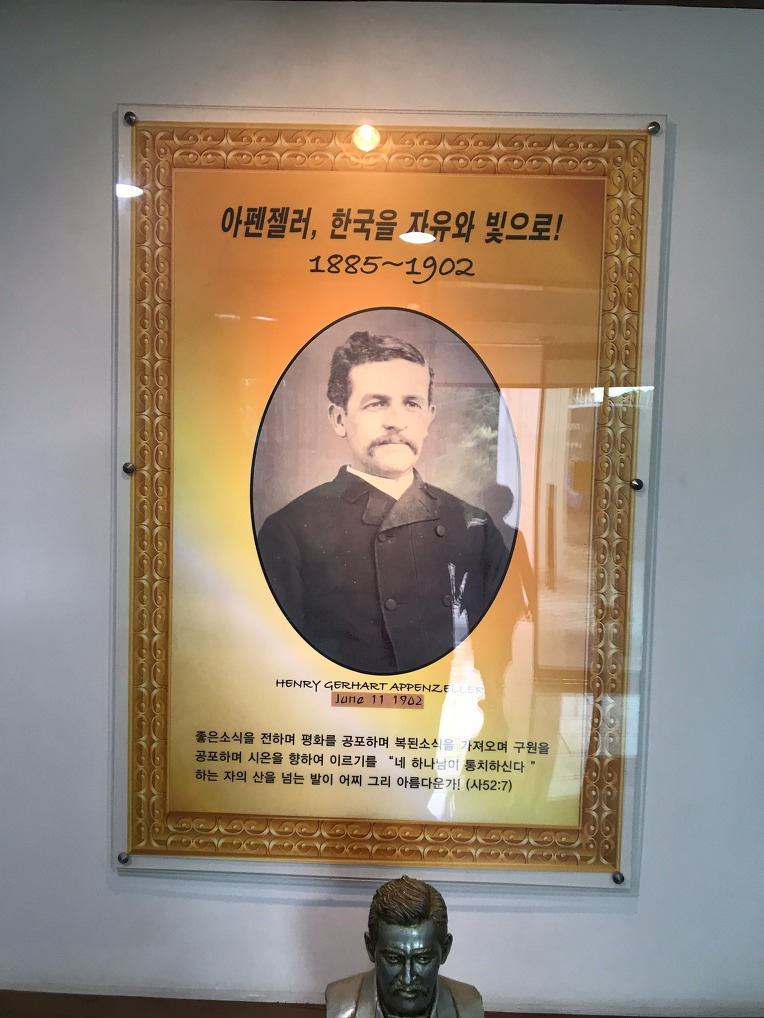 아펜젤러, 한국을 자유와 빛으로!
1885~1902
HENRY GERHART APPENZELLER
June 11 1902
좋은소식을 전하며 평화를 공포하며 복된소식을 가져오며 구원을
공포하며 시온을 향하여 이르기를 “네 하나님이 통치하신다 ”
하는 자의 산을 넘는 발이 어찌 그리 아름다운가! (사52:7)